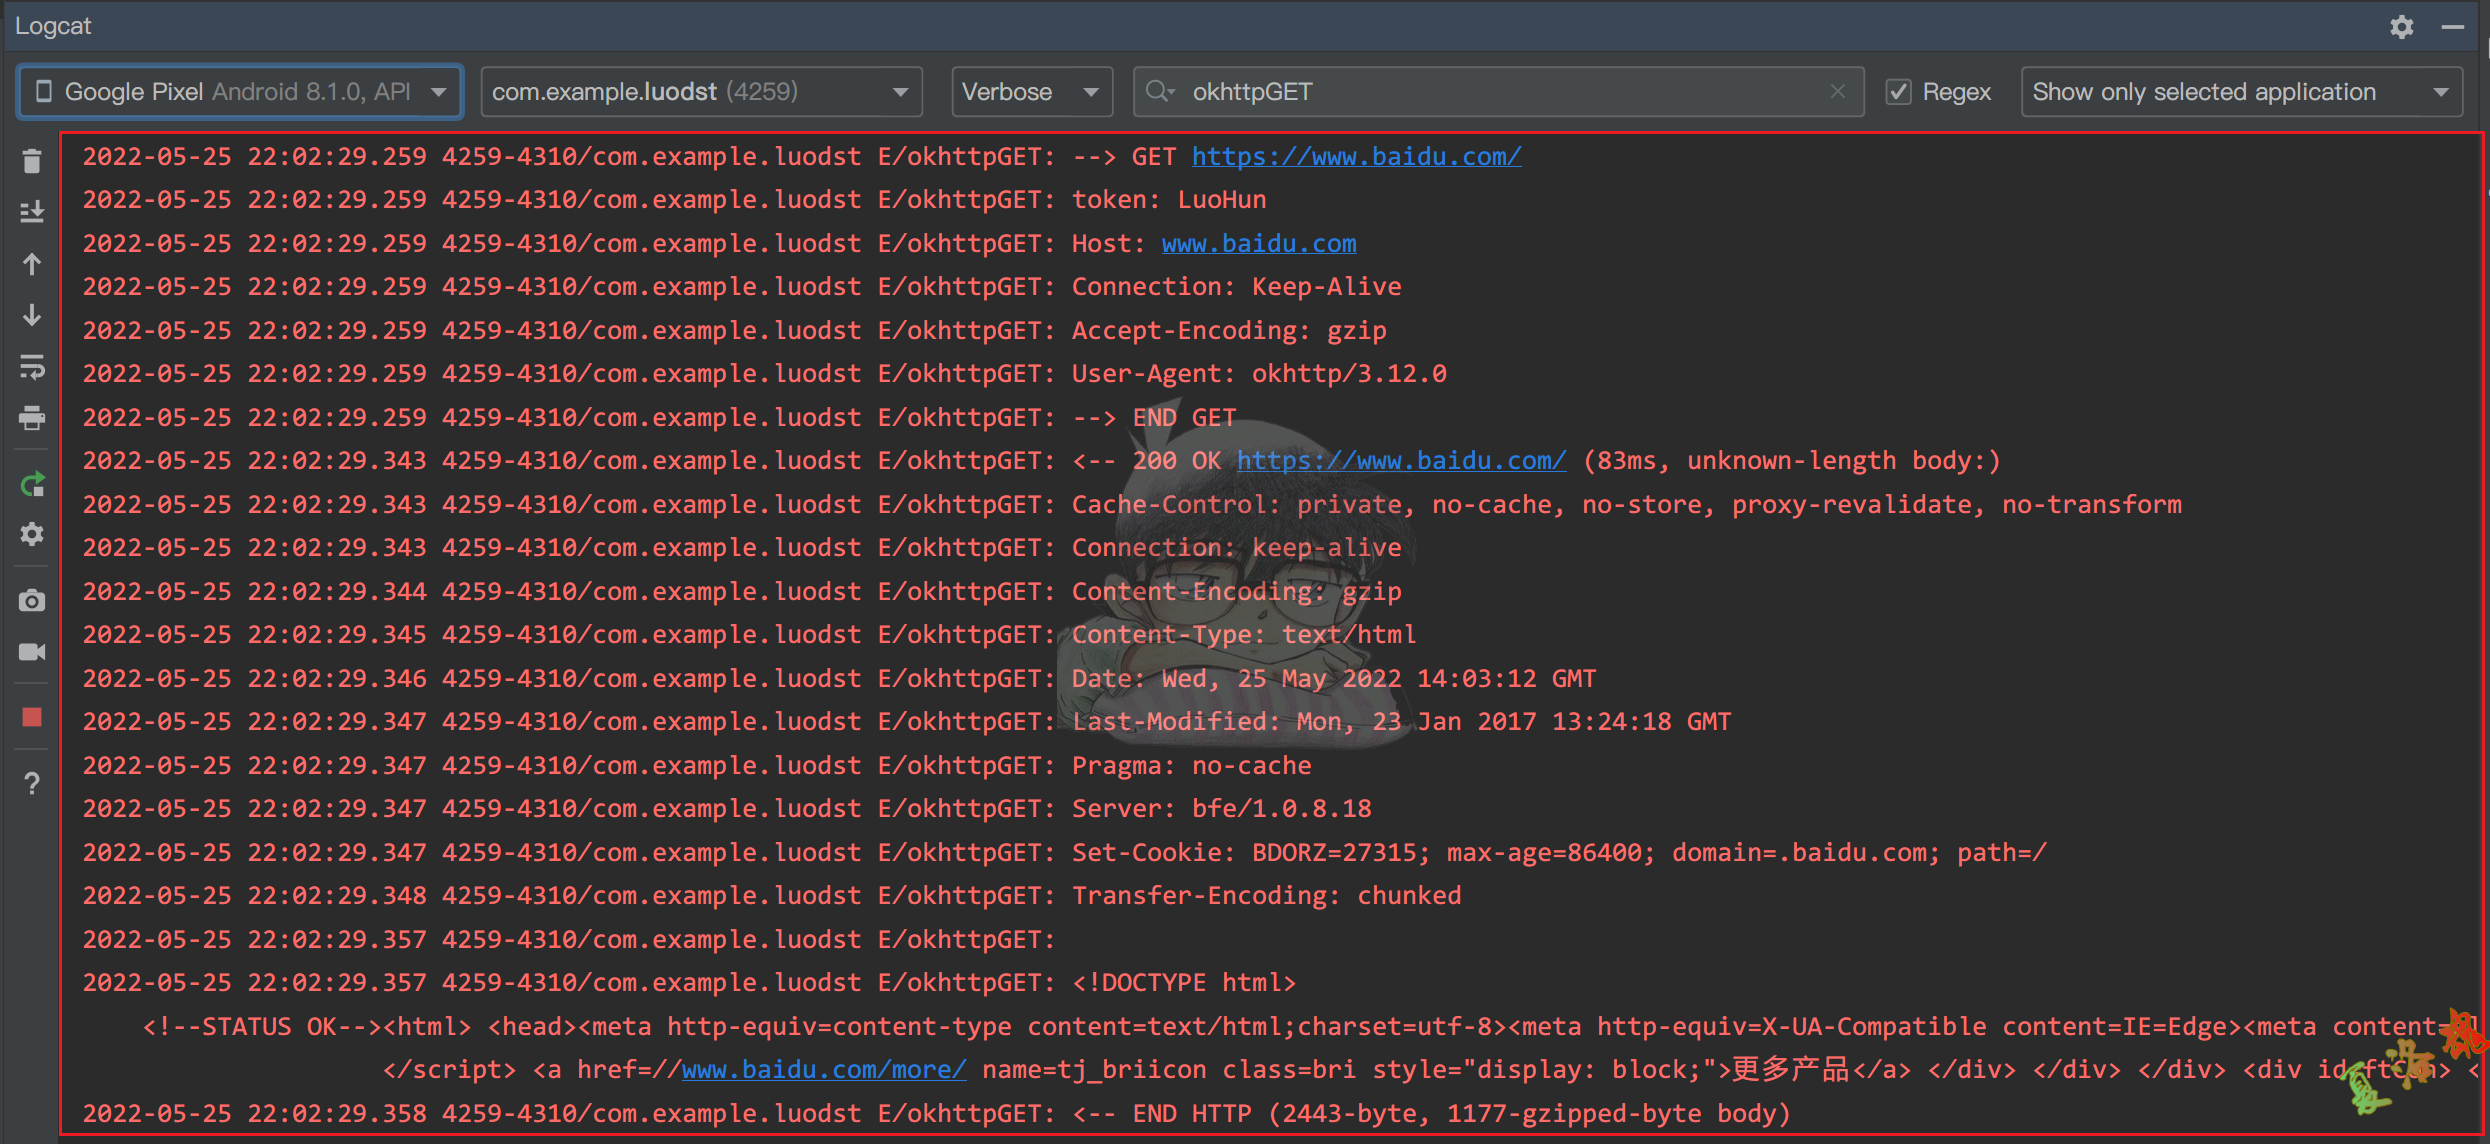 Logcat
Google Pixel Android 8.1.0, API
com.example.luodst (4259)
Verbose
okhttpGET
Regex
Show only selected application
2022-05-25 22:02:29.259 4259-4310/com.example.luodst E/okhttpGET: --> GET https://www.baidu.com/
2022-05-25 22:02:29.259 4259-4310/com.example.luodst E/okhttpGET: token: LuoHun
2022-05-25 22:02:29.259 4259-4310/com.example.luodst E/okhttpGET: Host: www.baidu.com
2022-05-25 22:02:29.259 4259-4310/com.example.luodst E/okhttpGET: Connection: Keep-Alive
2022-05-25 22:02:29.259 4259-4310/com.example.luodst E/okhttpGET: Accept-Encoding: gzip
2022-05-25 22:02:29.259 4259-4310/com.example.luodst E/okhttpGET: User-Agent: okhttp/3.12.0
2022-05-25 22:02:29.259 4259-4310/com.example.luodst E/okhttpGET: --> END GET
2022-05-25 22:02:29.343 4259-4310/com.example.luodst E/okhttpGET: <-- 200 OK https://www.baidu.com/ (83ms, unknown-length body:)
2022-05-25 22:02:29.343 4259-4310/com.example.luodst E/okhttpGET: Cache-Control: private, no-cache, no-store, proxy-revalidate, no-transform
2022-05-25 22:02:29.343 4259-4310/com.example.luodst E/okhttpGET: Connection: keep-alive
2022-05-25 22:02:29.344 4259-4310/com.example.luodst E/okhttpGET: Content-Encoding: gzip
2022-05-25 22:02:29.345 4259-4310/com.example.luodst E/okhttpGET: Content-Type: text/html
2022-05-25 22:02:29.346 4259-4310/com.example.luodst E/okhttpGET: Date: Wed, 25 May 2022 14:03:12 GMT
2022-05-25 22:02:29.347 4259-4310/com.example.luodst E/okhttpGET: Last-Modified: Mon, 23 Jan 2017 13:24:18 GMT
2022-05-25 22:02:29.347 4259-4310/com.example.luodst E/okhttpGET: Pragma: no-cache
2022-05-25 22:02:29.347 4259-4310/com.example.luodst E/okhttpGET: Server: bfe/1.0.8.18
2022-05-25 22:02:29.347 4259-4310/com.example.luodst E/okhttpGET: Set-Cookie: BDORZ=27315; max-age=86400; domain=.baidu.com; path=/
2022-05-25 22:02:29.348 4259-4310/com.example.luodst E/okhttpGET: Transfer-Encoding: chunked
2022-05-25 22:02:29.357 4259-4310/com.example.luodst E/okhttpGET:
2022-05-25 22:02:29.357 4259-4310/com.example.luodst E/okhttpGET: <!DOCTYPE html>
<!--STATUS OK--><html> <head><meta http-equiv=content-type content=text/html;charset=utf-8><meta http-equiv=X-UA-Compatible content=IE=Edge><meta content=
</script> <a href=//www.baidu.com/more/ name=tj_briicon class=bri style="display: block;">更多产品</a> </div> </div> </div> <div <
2022-05-25 22:02:29.358 4259-4310/com.example.luodst E/okhttpGET: <-- END HTTP (2443-byte, 1177-gzipped-byte body)